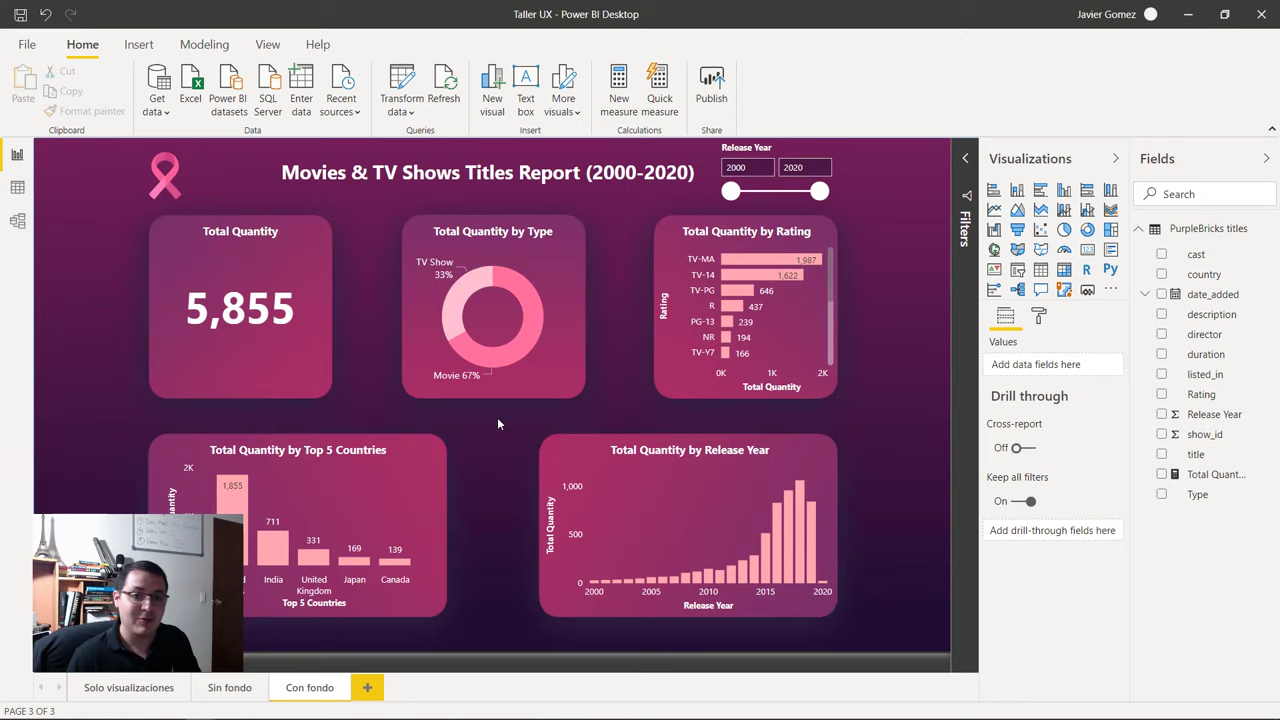 Taller UX - Power BI Desktop
Javier Gomez
File Home Insert Modeling View Help
Paste
Cut
Copy
Format painter
Clipboard
Get data
Excel
Power BI datasets
SQL Server
Enter data
Recent sources
Data
Transform data
Refresh
Queries
New visual
Text box
More visuals
Insert
New measure
Quick measure
Calculations
Publish
Share
Movies & TV Shows Titles Report (2000-2020)
Release Year
2000 2020
Total Quantity
5,855
Total Quantity by Type
TV Show
33%
Movie 67%
Total Quantity by Rating
Rating
TV-MA 1,987
TV-14 1,622
TV-PG 646
R 437
PG-13 239
NR 194
TV-Y7 166
0K 1K 2K
Total Quantity
Total Quantity by Top 5 Countries
2K
1,855
711
331
169
139
India
United
Kingdom
Japan
Canada
Top 5 Countries
Total Quantity by Release Year
Total Quantity
1,000
500
0
2000 2005 2010 2015 2020
Release Year
Filters
Visualizations
Values
Add data fields here
Drill through
Cross-report
Off
Keep all filters
On
Add drill-through fields here
Fields
Search
PurpleBricks titles
cast
country
date_added
description
director
duration
listed_in
Rating
Release Year
show_id
title
Total Quant...
Type
Solo visualizaciones
Sin fondo
Con fondo
PAGE 3 OF 3